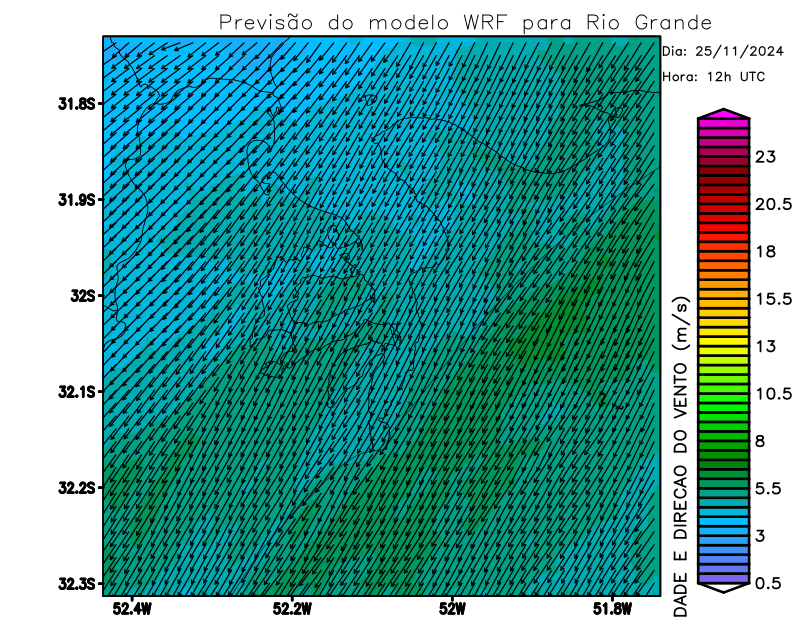 Previsão do modelo WRF para Rio Grande
Dia: 25/11/2024
Hora: 12h UTC
31.8S
31.9S
32S
32.1S
32.2S
32.3S
52.4W
52.2W
52W
51.8W
23
20.5
18
15.5
13
10.5
8
5.5
3
0.5
DADE E DIRECAO DO VENTO (m/s)